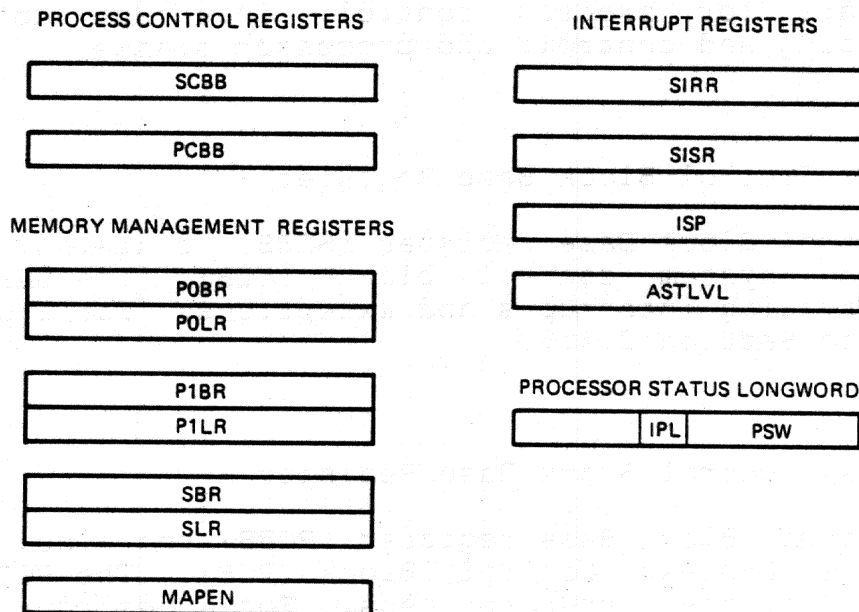 PROCESS CONTROL REGISTERS
SCBB
PCBB
MEMORY MANAGEMENT REGISTERS
P0BR
P0LR
P1BR
P1LR
SBR
SLR
MAPEN
INTERRUPT REGISTERS
SIRR
SISR
ISP
ASTLVL
PROCESSOR STATUS LONGWORD
IPL PSW